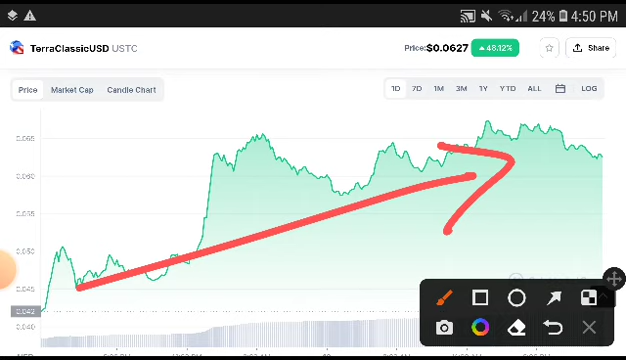 24% 4:50 PM
TerraClassicUSD USTC Price: $0.0627 ▲48.12% Share
Price Market Cap Candle Chart 1D 7D 1M 3M 1Y YTD ALL LOG
0.065
0.060
0.055
0.050
0.045
0.042
0.040